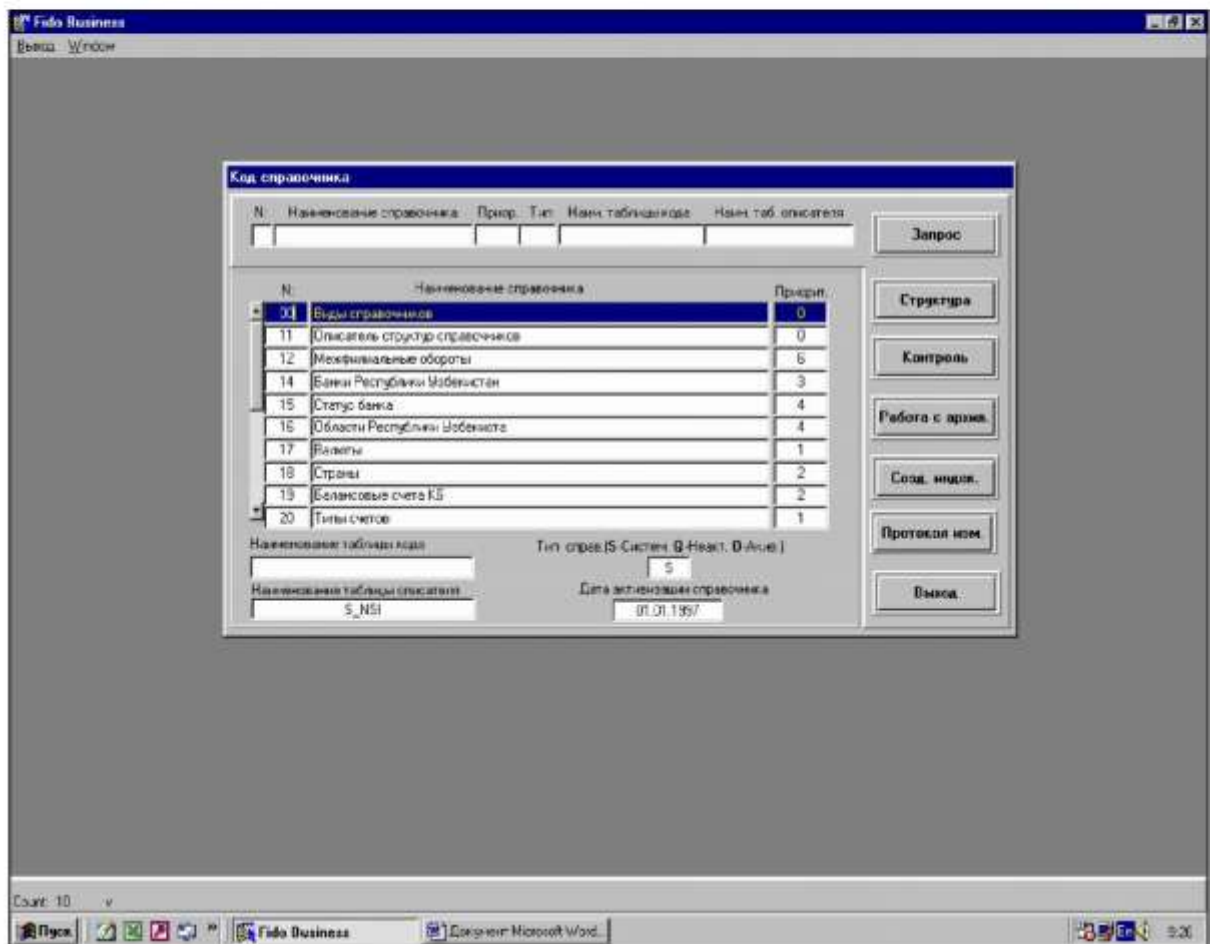 Fido Business
Выход Window
Код справочника
N: Наименование справочника Приор. Тип Наим. таблицы кода Наим. таб. описателя
Запрос
N: Наименование справочника Приорит.
00 Виды справочников 0
Структура
11 Описатель структур справочников 0
12 Межфилиальные обороты 6
Контроль
14 Банки Республики Узбекистан 3
15 Статус банка 4
Работа с архив.
16 Области Республики Узбекиста 4
17 Валюты 1
18 Страны 2
Созд. индек.
19 Балансовые счета КБ 2
20 Типы счетов 1
Протокол изм.
Наименование таблицы кода Тип справ.(S-Систем. Q-Неакт. D-Акив.)
S
Наименование таблицы описателя Дата активизации справочника
S_NSI 01.01.1997
Выход
Count: 10 v
Пуск » Fido Business Документ Microsoft Word... En 9:26